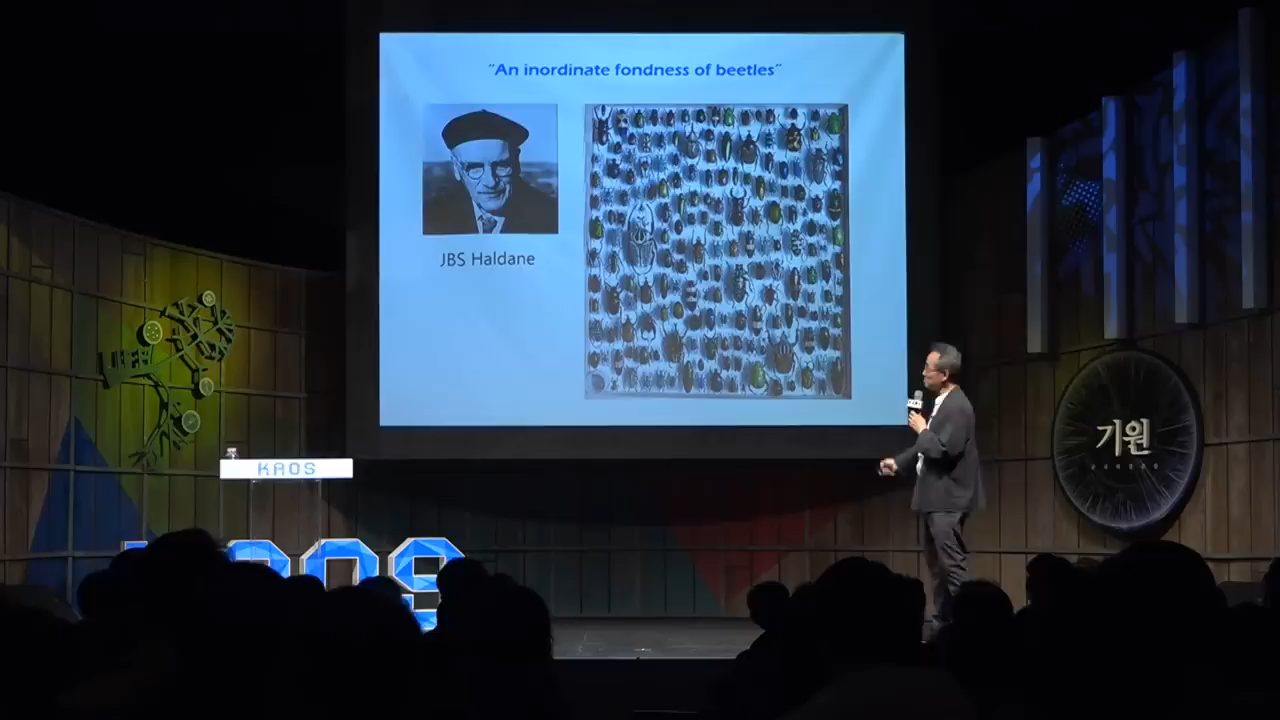 "An inordinate fondness of beetles"
JBS Haldane
KAOS
기원